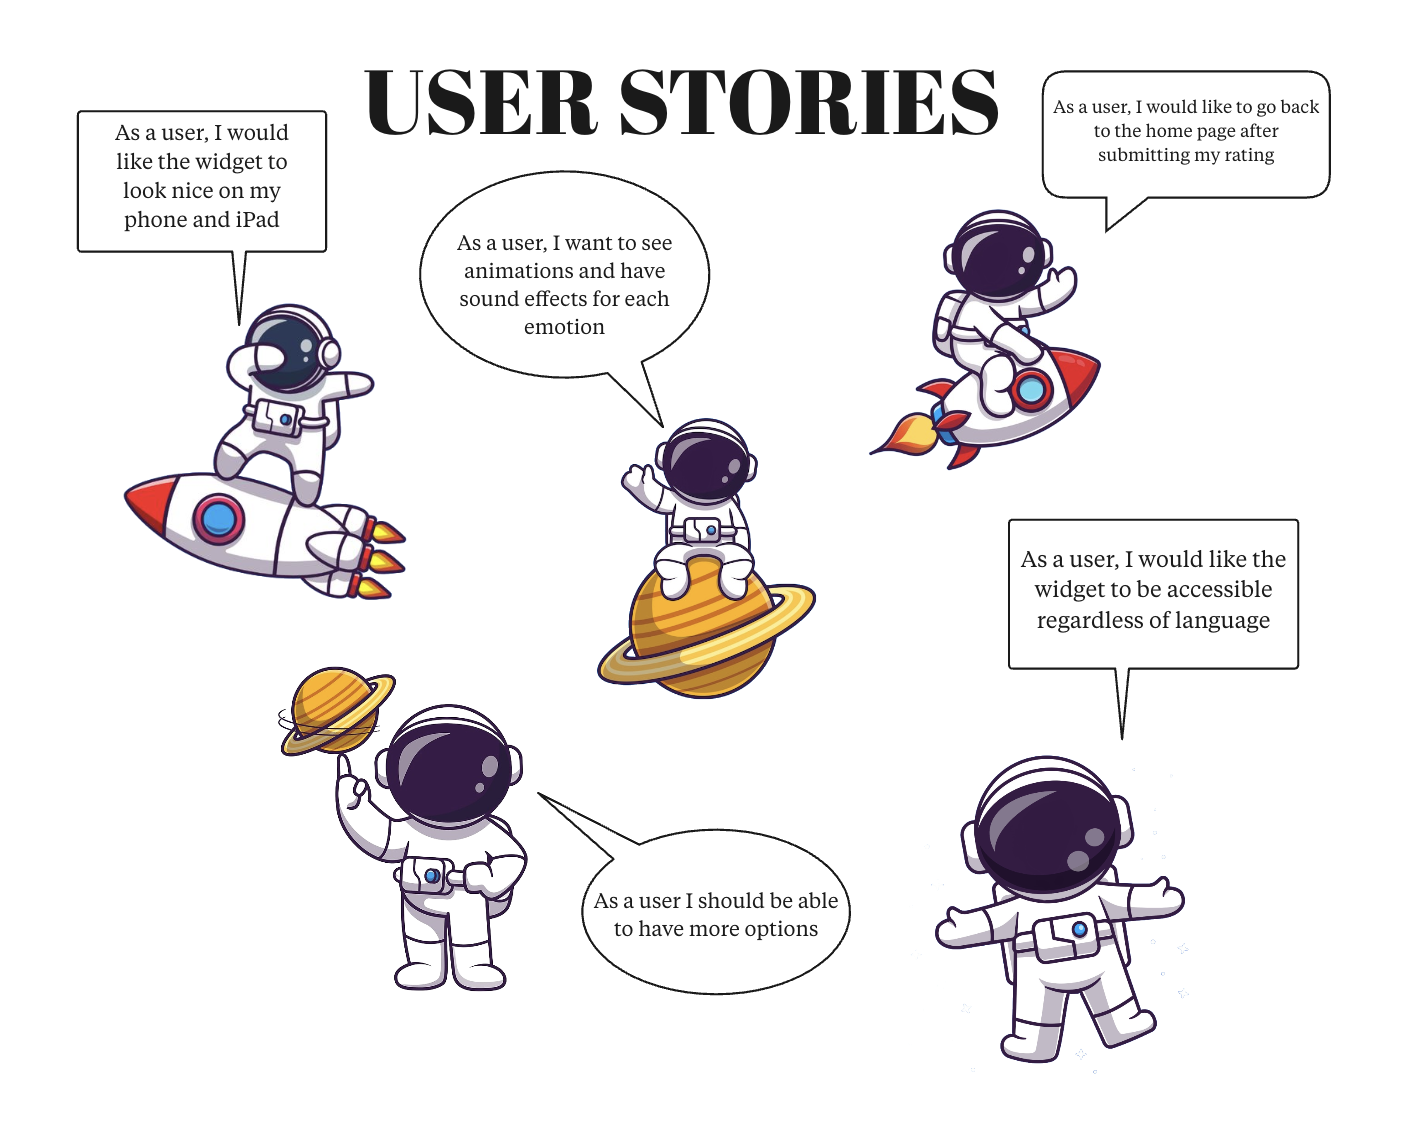 USER STORIES
As a user, I would
like the widget to
look nice on my
phone and iPad
As a user, I want to see
animations and have
sound effects for each
emotion
As a user, I would like to go back
to the home page after
submitting my rating
As a user, I would like the
widget to be accessible
regardless of language
As a user I should be able
to have more options